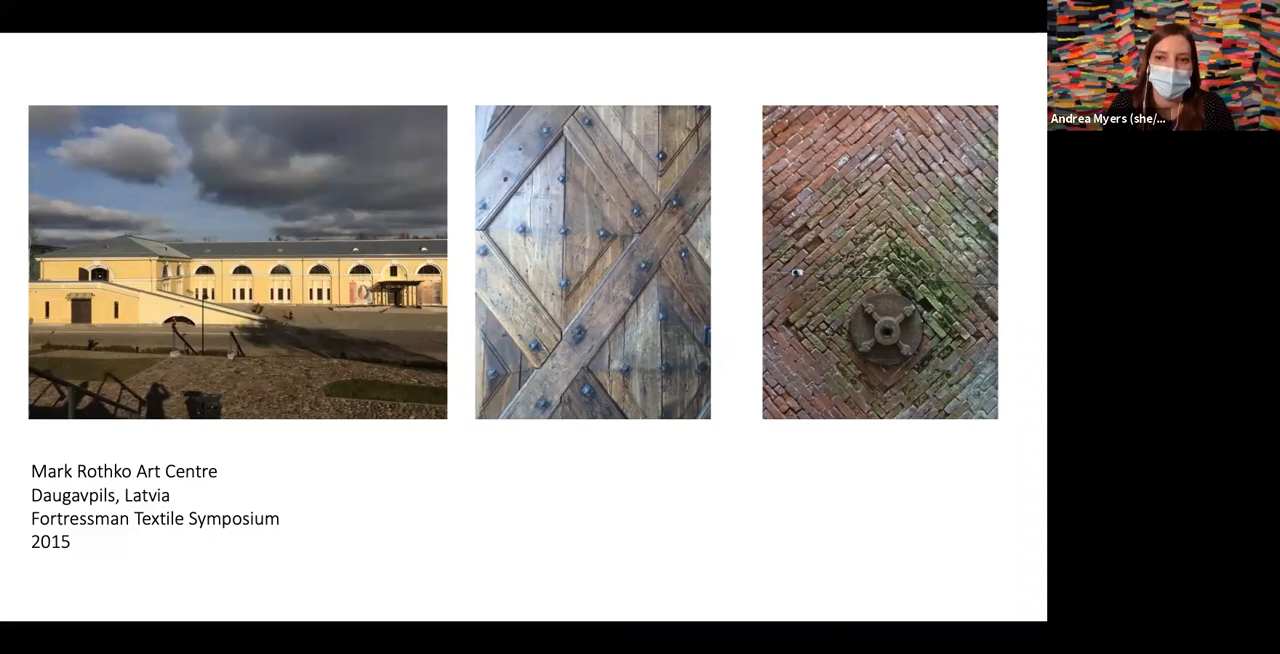 Mark Rothko Art Centre
Daugavpils, Latvia
Fortressman Textile Symposium
2015
Andrea Myers (she/...